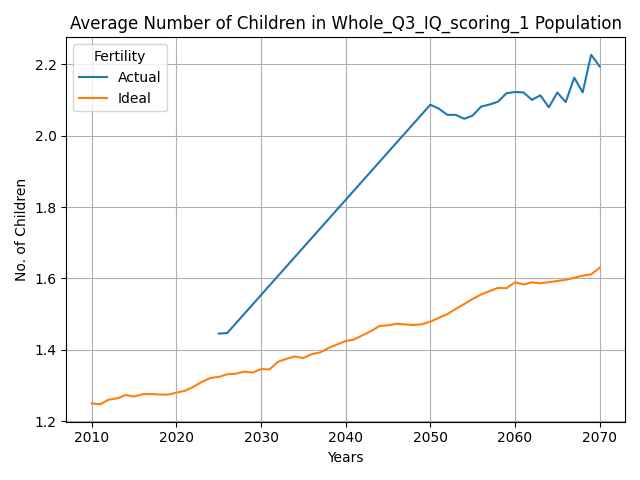 Average Number of Children in Whole_Q3_IQ_scoring_1 Population
Fertility
Actual
Ideal
No. of Children
2.2
2.0
1.8
1.6
1.4
1.2
2010 2020 2030 2040 2050 2060 2070
Years